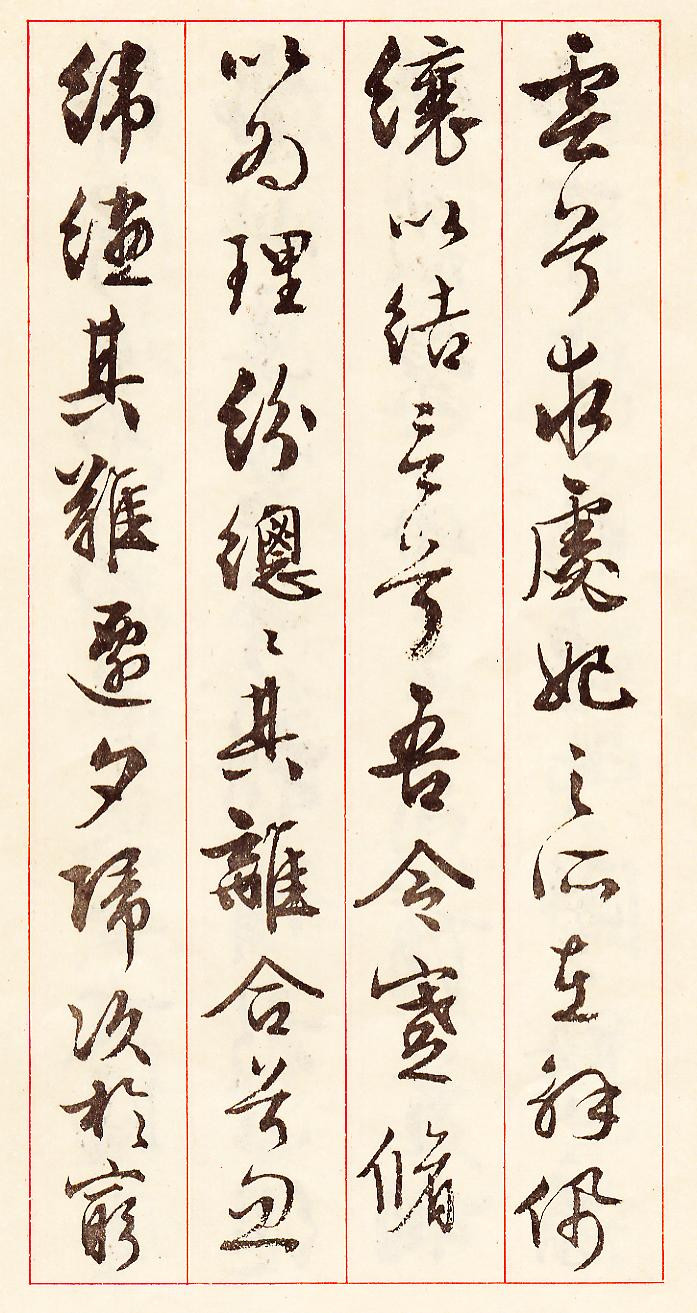 雲兮求虙妃之所在解佩
纕以結言兮吾令蹇脩
以為理紛總〻其離合兮忽
緯繣其難遷夕歸次於窮